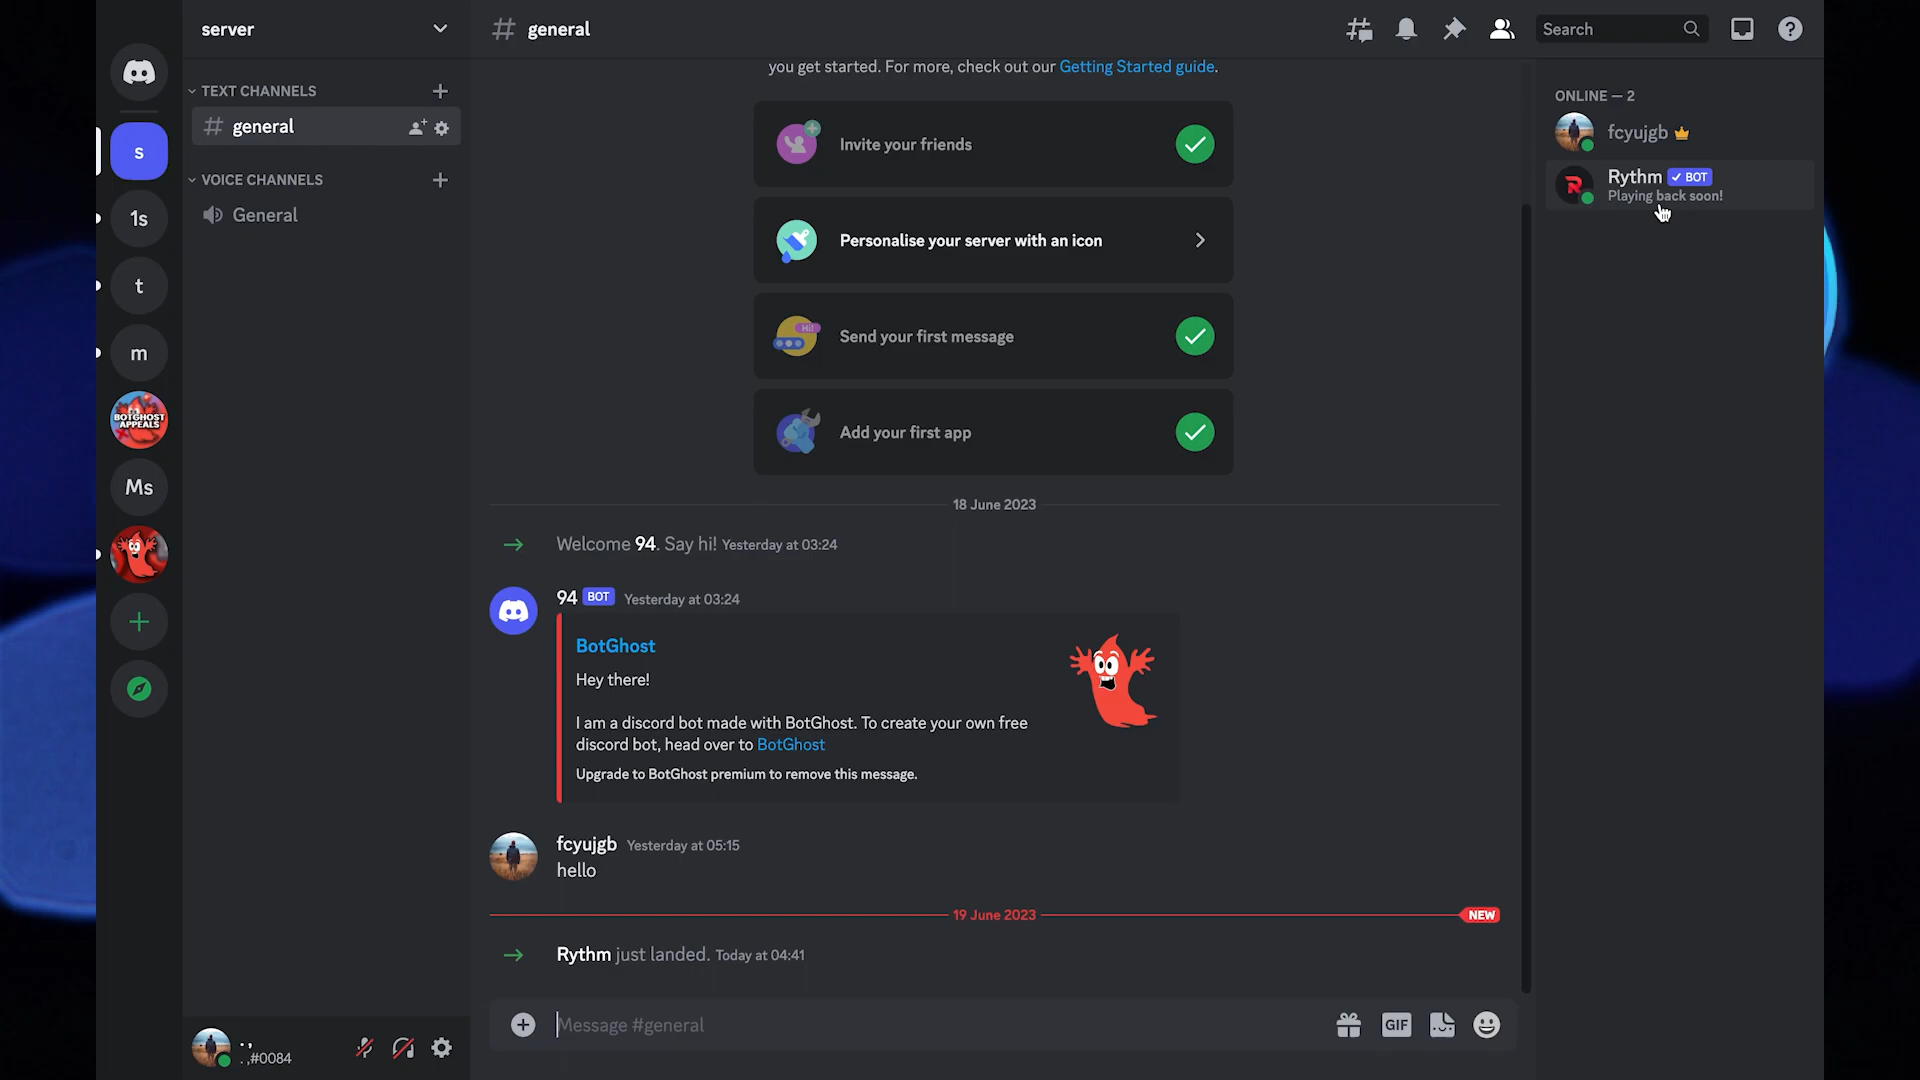 server
TEXT CHANNELS
general
VOICE CHANNELS
General
s
1s
t
m
BOTGHOST
APPEALS
Ms
. ,
. ,#0084
general
Search
you get started. For more, check out our Getting Started guide.
Invite your friends
Personalise your server with an icon
Hi!
Send your first message
Add your first app
18 June 2023
Welcome 94. Say hi! Yesterday at 03:24
94 BOT Yesterday at 03:24
BotGhost
Hey there!
I am a discord bot made with BotGhost. To create your own free
discord bot, head over to BotGhost
Upgrade to BotGhost premium to remove this message.
fcyujgb Yesterday at 05:15
hello
19 June 2023 NEW
Rythm just landed. Today at 04:41
Message #general
GIF
ONLINE — 2
fcyujgb
Rythm ✓ BOT
Playing back soon!